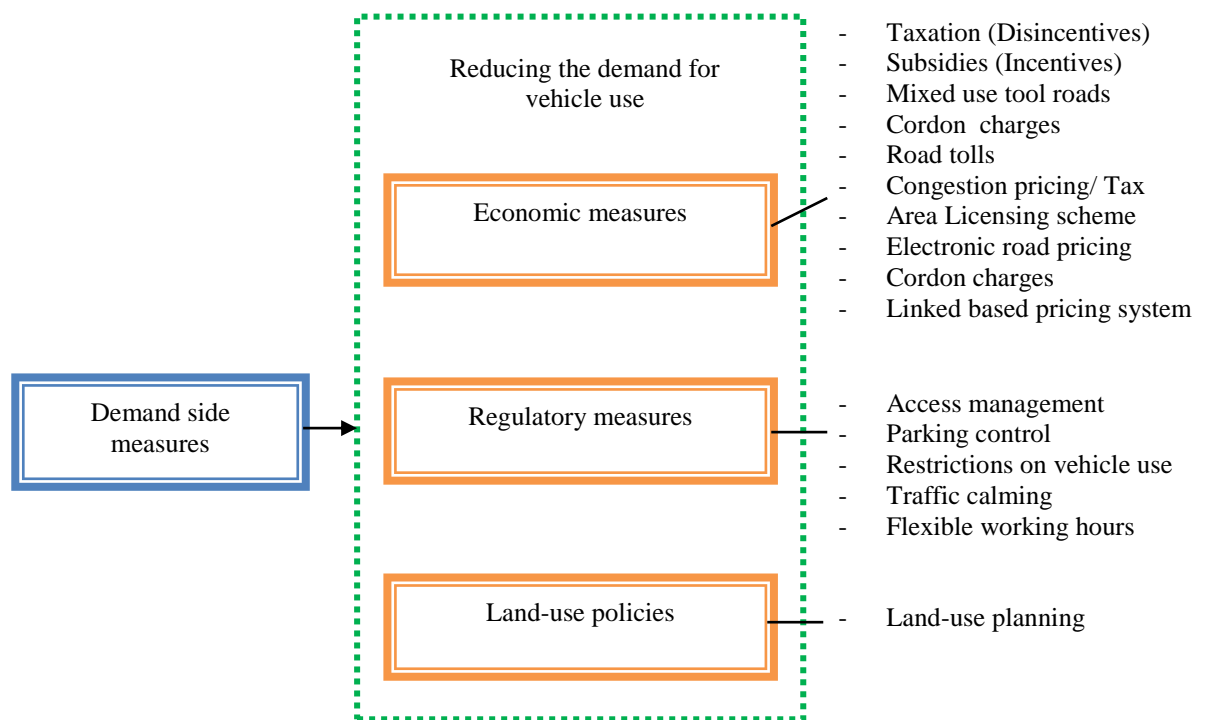 Reducing the demand for
vehicle use
Economic measures
- Taxation (Disincentives)
- Subsidies (Incentives)
- Mixed use tool roads
- Cordon charges
- Road tolls
- Congestion pricing/ Tax
- Area Licensing scheme
- Electronic road pricing
- Cordon charges
- Linked based pricing system
Demand side
measures
Regulatory measures
- Access management
- Parking control
- Restrictions on vehicle use
- Traffic calming
- Flexible working hours
Land-use policies
- Land-use planning